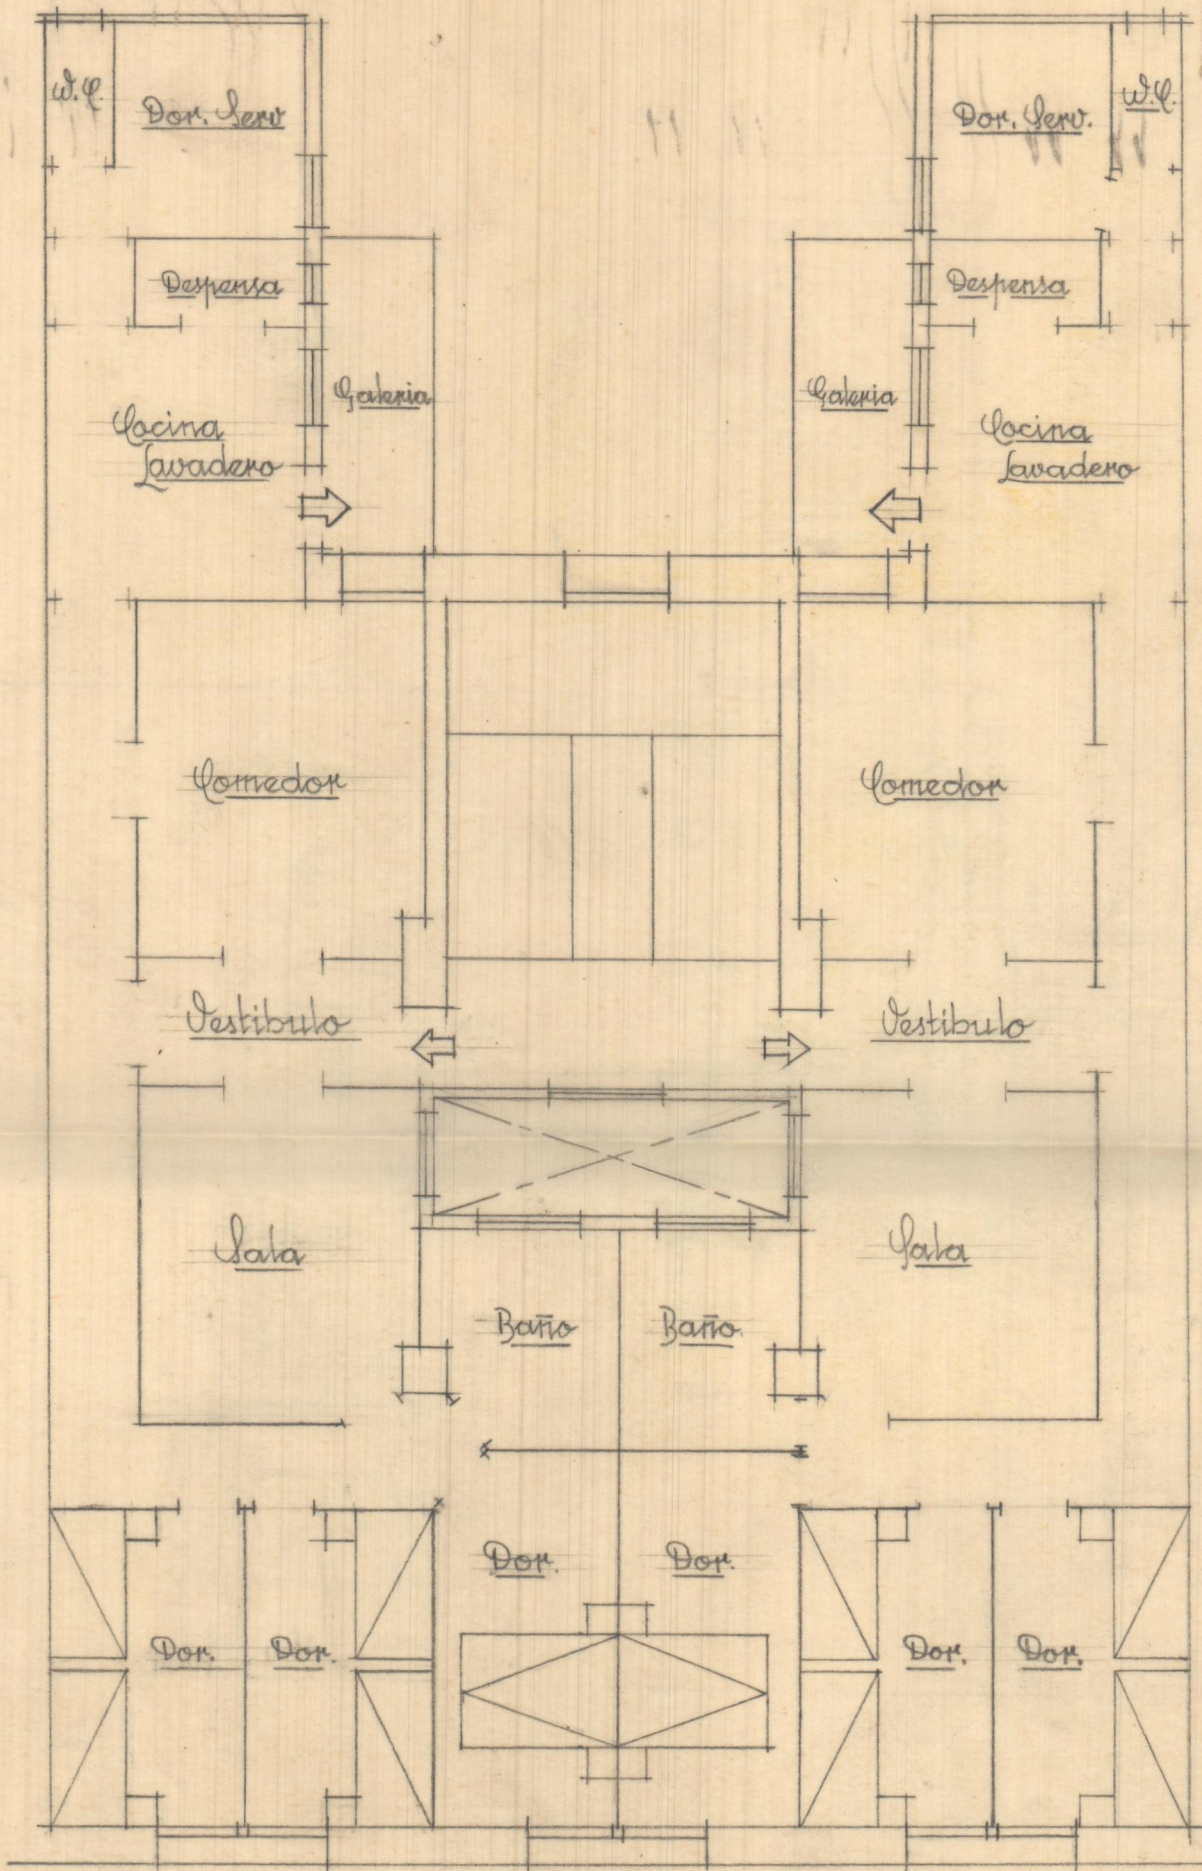 W.C.
Dor. Serv
Dor. Serv.
W.C.
Despensa
Despensa
Galeria
Galeria
Cocina
Lavadero
Cocina
Lavadero
Comedor
Comedor
Vestibulo
Vestibulo
Sala
Sala
Baño
Baño.
Dor.
Dor.
Dor.
Dor.
Dor.
Dor.